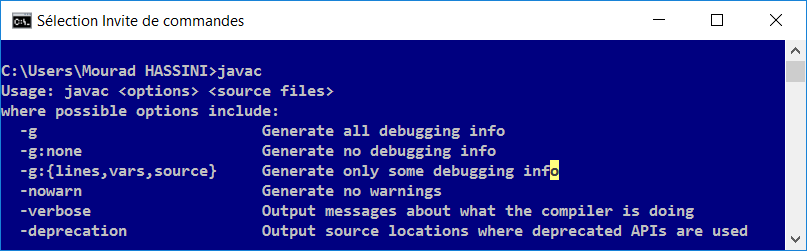 Sélection Invite de commandes
C:\Users\Mourad HASSINI>javac
Usage: javac <options> <source files>
where possible options include:
-g Generate all debugging info
-g:none Generate no debugging info
-g:{lines,vars,source} Generate only some debugging info
-nowarn Generate no warnings
-verbose Output messages about what the compiler is doing
-deprecation Output source locations where deprecated APIs are used